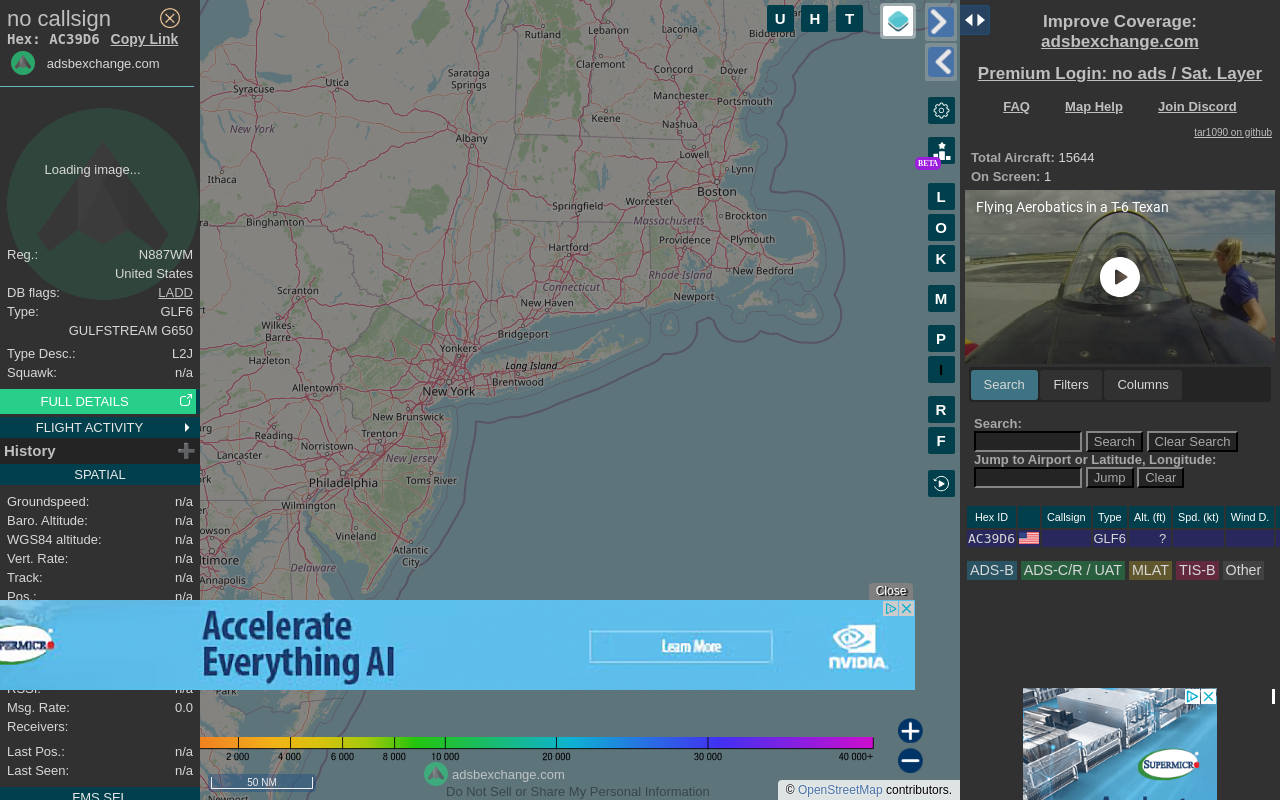 no callsign
Hex: AC39D6 Copy Link
adsbexchange.com
Loading image...
Reg.: N887WM
United States
DB flags: LADD
Type: GLF6
GULFSTREAM G650
Type Desc.: L2J
Squawk: n/a
FULL DETAILS
FLIGHT ACTIVITY
History
SPATIAL
Groundspeed: n/a
Baro. Altitude: n/a
WGS84 altitude: n/a
Vert. Rate: n/a
Track: n/a
Pos.: n/a
RSSI: n/a
Msg. Rate: 0.0
Receivers:
Last Pos.: n/a
Last Seen: n/a
FMS SEL
U H T
Rutland
Lebanon
Laconia
Biddeford
Claremont
Concord
Dover
Saratoga
Springs
Utica
Syracuse
Manchester
Portsmouth
Keene
Nashua
New York
Albany
Lowell
Lynn
Ithaca
Boston
Worcester
Springfield
Massachusetts
Brockton
Binghamton
Hartford
Providence
Plymouth
New Bedford
Rhode Island
Connecticut
Newport
Scranton
New Haven
Wilkes-
Barre
Bridgeport
Yonkers
Hazleton
Long Island
Brentwood
Allentown
New York
New Brunswick
Reading
Trenton
Norristown
Lancaster
New Jersey
Philadelphia
Toms River
Wilmington
Vineland
Atlantic
City
Delaware
Annapolis
Park
Newport
BETA
L
O
K
M
P
I
R
F
Close
SUPERMICRO
Accelerate
Everything AI
Learn More
NVIDIA.
2 000 4 000 6 000 8 000 10 000 20 000 30 000 40 000+
50 NM
adsbexchange.com
Do Not Sell or Share My Personal Information
© OpenStreetMap contributors.
Improve Coverage:
adsbexchange.com
Premium Login: no ads / Sat. Layer
FAQ Map Help Join Discord
tar1090 on github
Total Aircraft: 15644
On Screen: 1
Flying Aerobatics in a T-6 Texan
Search Filters Columns
Search:
Search Clear Search
Jump to Airport or Latitude, Longitude:
Jump Clear
Hex ID Callsign Type Alt. (ft) Spd. (kt) Wind D.
AC39D6 GLF6 ?
ADS-B ADS-C/R / UAT MLAT TIS-B Other
SUPERMICRO